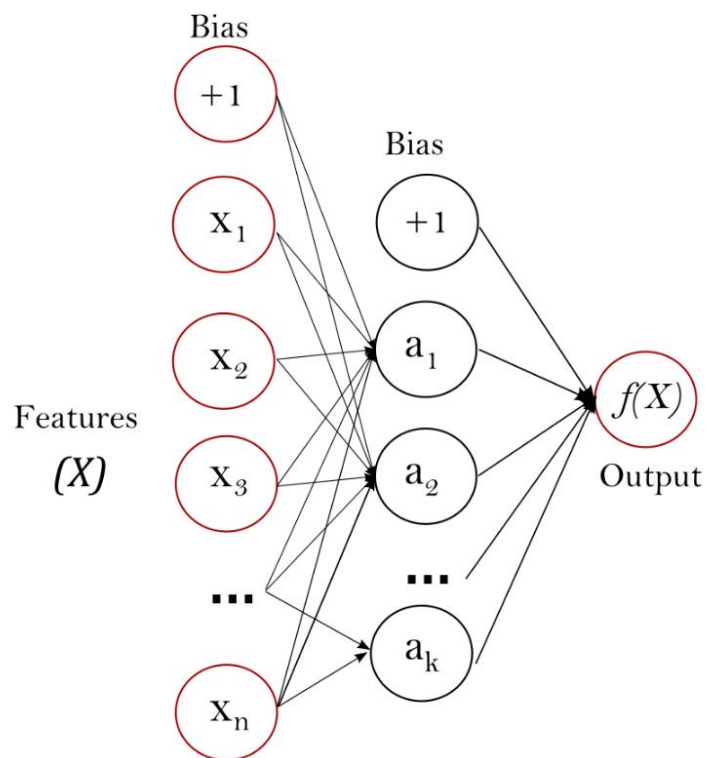 Bias
+1
x₁
x₂
x₃
...
xₙ
Features
(X)
Bias
+1
a₁
a₂
...
aₖ
f(X)
Output